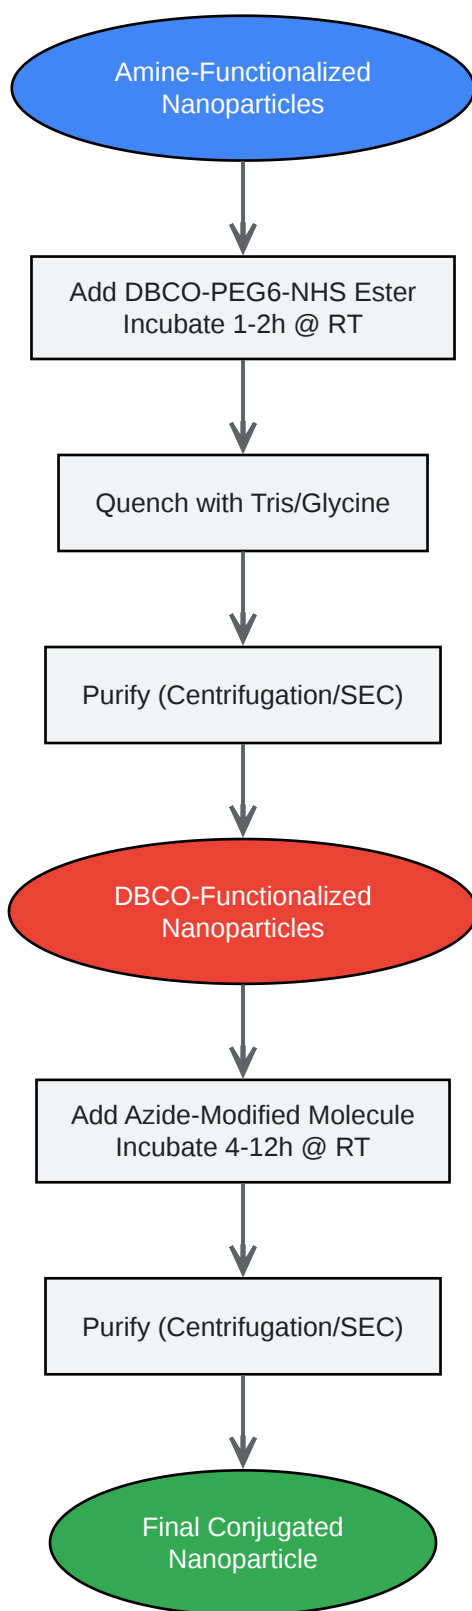 Amine-Functionalized
Nanoparticles
Add DBCO-PEG6-NHS Ester
Incubate 1-2h @ RT
Quench with Tris/Glycine
Purify (Centrifugation/SEC)
DBCO-Functionalized
Nanoparticles
Add Azide-Modified Molecule
Incubate 4-12h @ RT
Purify (Centrifugation/SEC)
Final Conjugated
Nanoparticle